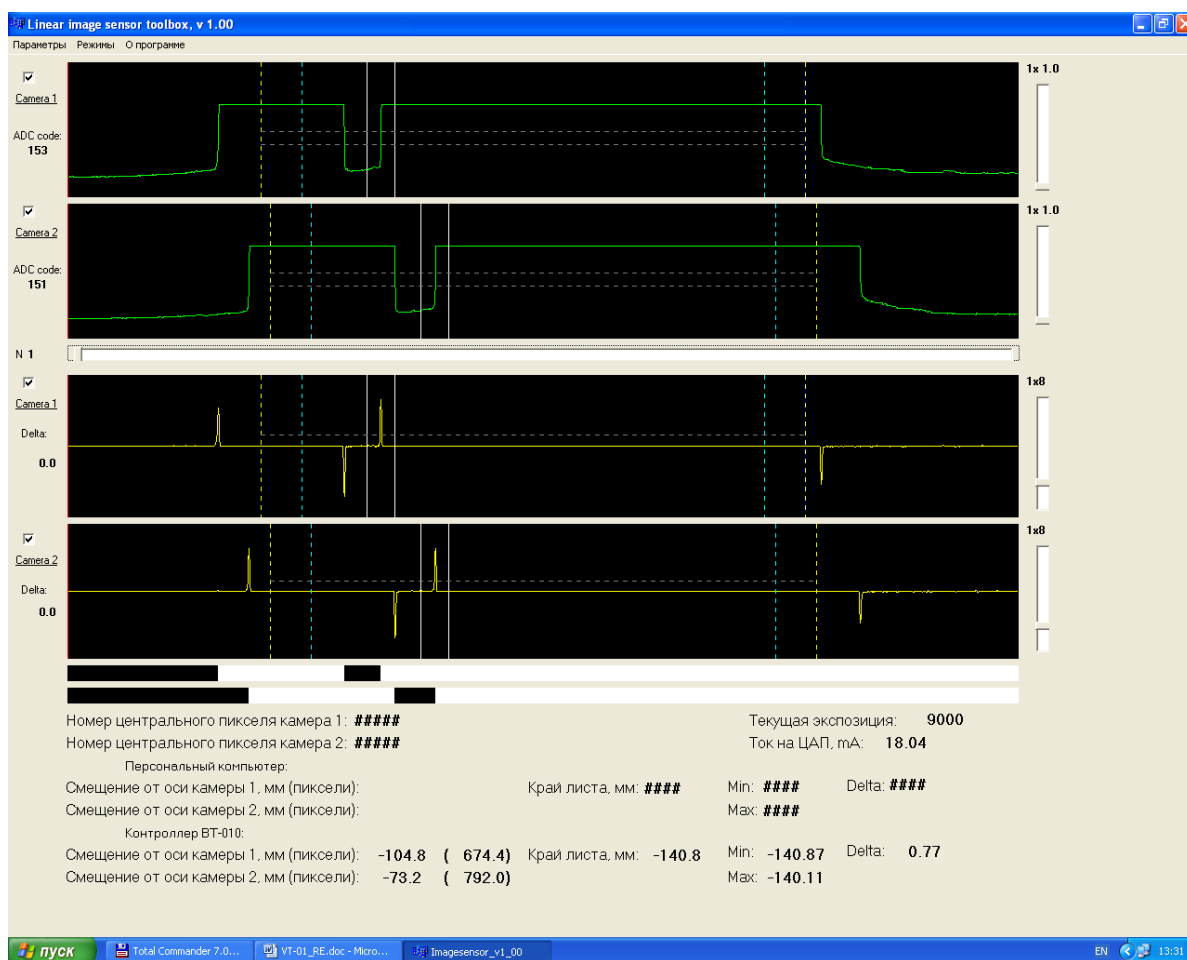 Linear image sensor toolbox, v 1.00
Параметры Режимы О программе
1x 1.0
Camera 1
ADC code:
153
1x 1.0
Camera 2
ADC code:
151
N 1
1x8
Camera 1
Delta:
0.0
1x8
Camera 2
Delta:
0.0
Номер центрального пикселя камера 1: ##### Текущая экспозиция: 9000
Номер центрального пикселя камера 2: ##### Ток на ЦАП, mA: 18.04
Персональный компьютер:
Смещение от оси камеры 1, мм (пиксели): Край листа, мм: #### Min: #### Delta: ####
Смещение от оси камеры 2, мм (пиксели): Max: ####
Контроллер ВТ-010:
Смещение от оси камеры 1, мм (пиксели): -104.8 ( 674.4) Край листа, мм: -140.8 Min: -140.87 Delta: 0.77
Смещение от оси камеры 2, мм (пиксели): -73.2 ( 792.0) Max: -140.11
пуск Total Commander 7.0... VT-01_RE.doc - Micro... Imagesensor_v1_00 EN 13:31